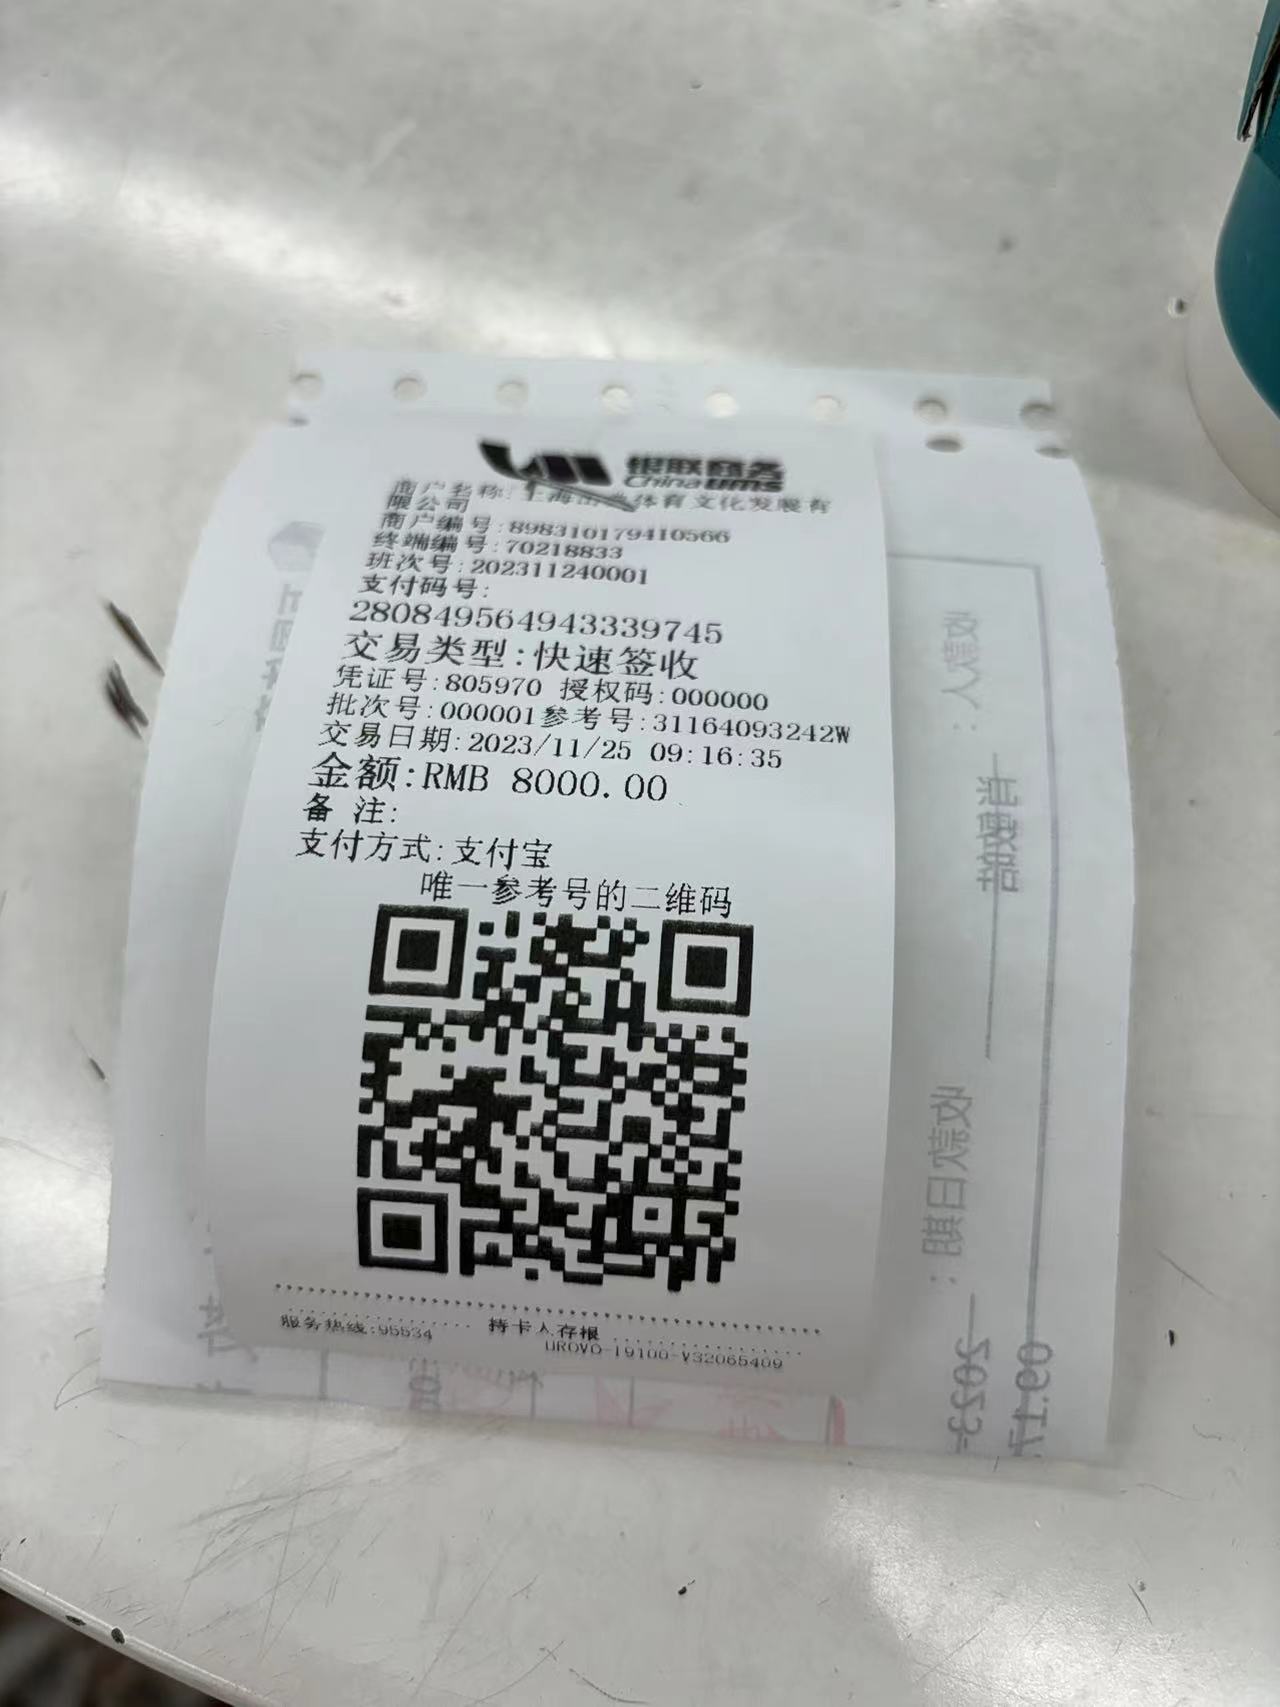 银联商务
China ums
商户名称:上海 体育文化发展有
限公司
商户编号:898310179410566
终端编号:70218833
班次号:202311240001
支付码号:
280849564943339745
交易类型:快速签收
凭证号:805970 授权码:000000
批次号:000001参考号:31164093242W
交易日期:2023/11/25 09:16:35
金额:RMB 8000.00
备 注:
支付方式:支付宝
唯一参考号的二维码
服务热线:95534 持卡人存根
UROVO-I9100-V32065409